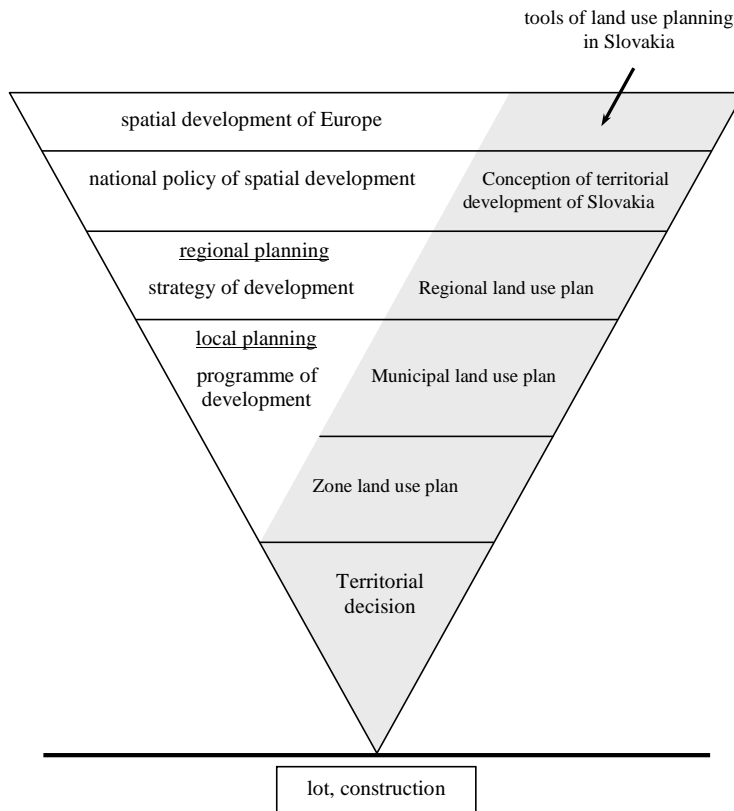 tools of land use planning
in Slovakia
spatial development of Europe
national policy of spatial development
Conception of territorial
development of Slovakia
regional planning
strategy of development
Regional land use plan
local planning
programme of
development
Municipal land use plan
Zone land use plan
Territorial
decision
lot, construction